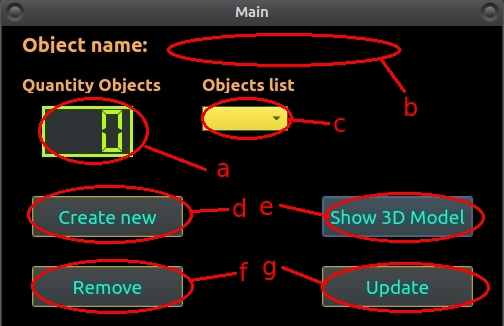 Main
Object name:
b
Quantity Objects
Objects list
0
c
a
Create new
d
e
Show 3D Model
Remove
f
g
Update